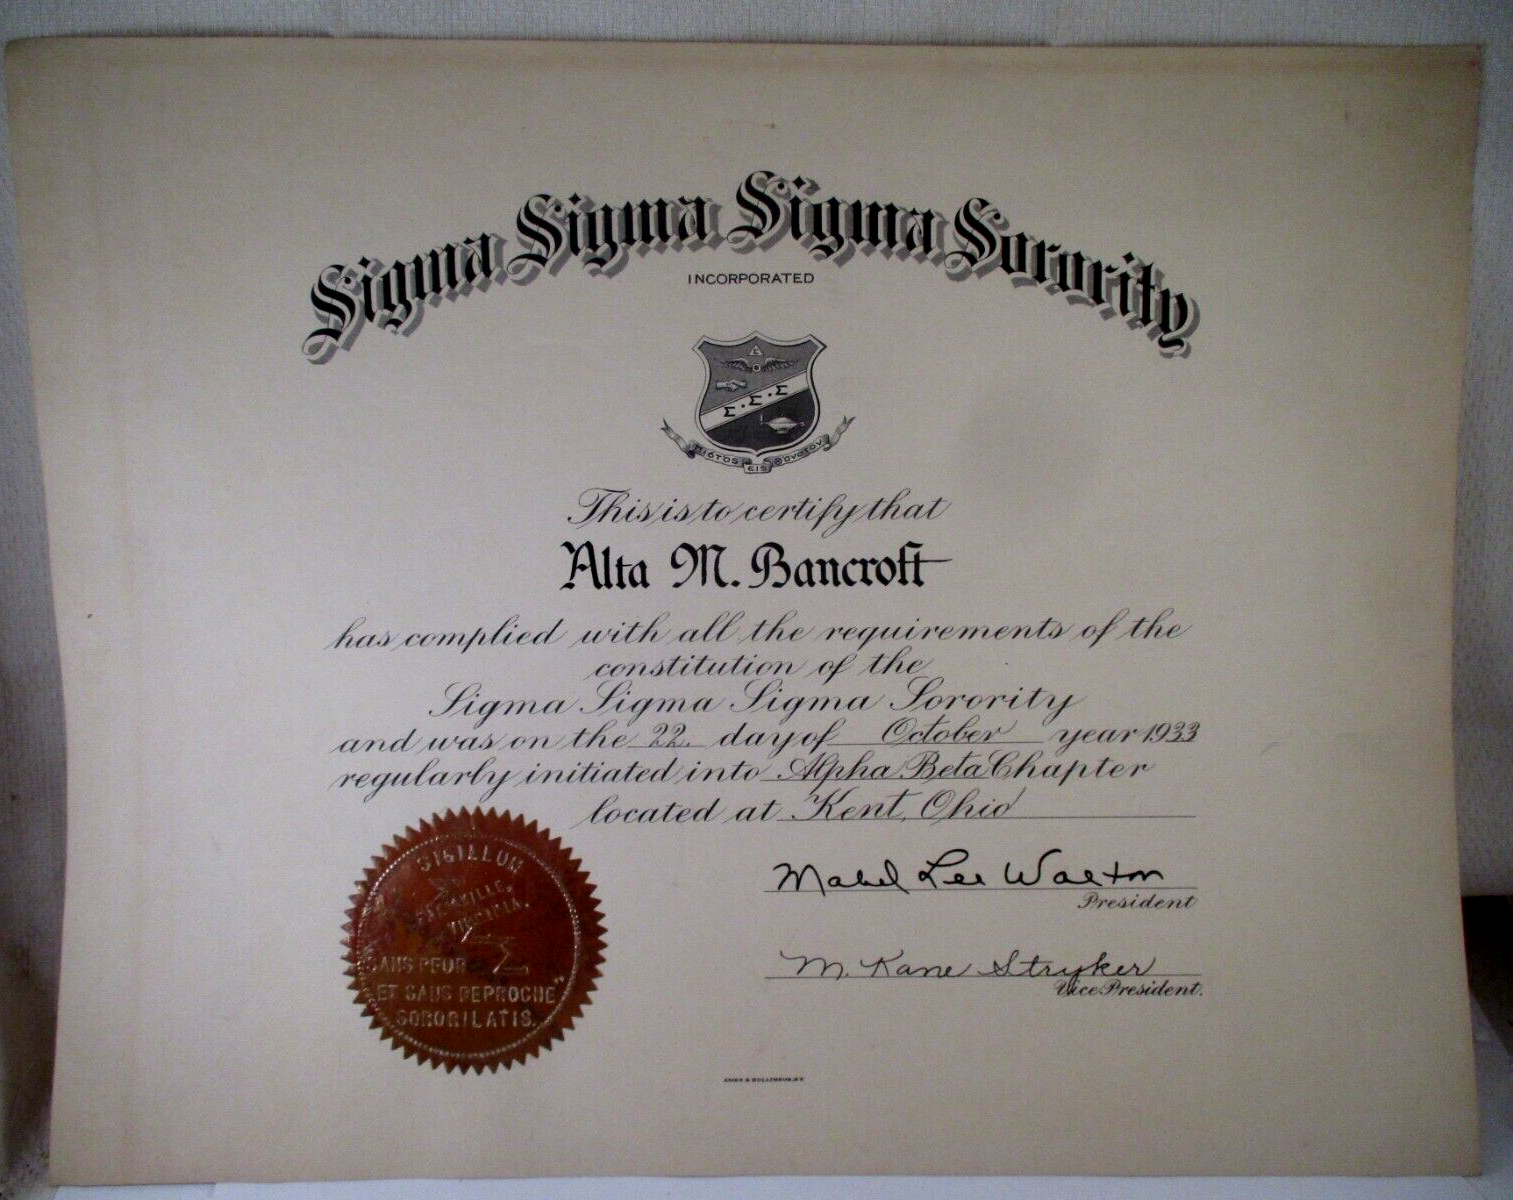 Sigma Sigma Sigma Sorority
INCORPORATED
Σ·Σ·Σ
This is to certify that
Alta M. Bancroft
has complied with all the requirements of the
constitution of the
Sigma Sigma Sigma Sorority
and was on the 22. day of October year 1933
regularly initiated into Alpha Beta Chapter
located at Kent, Ohio
Mabel Lee Walton
President
M. Kane Stryker
Vice President.
SIGILLUM
FARMVILLE,
VIRGINIA.
SANS PEUR
ET SANS REPROCHE
SORORITATIS.